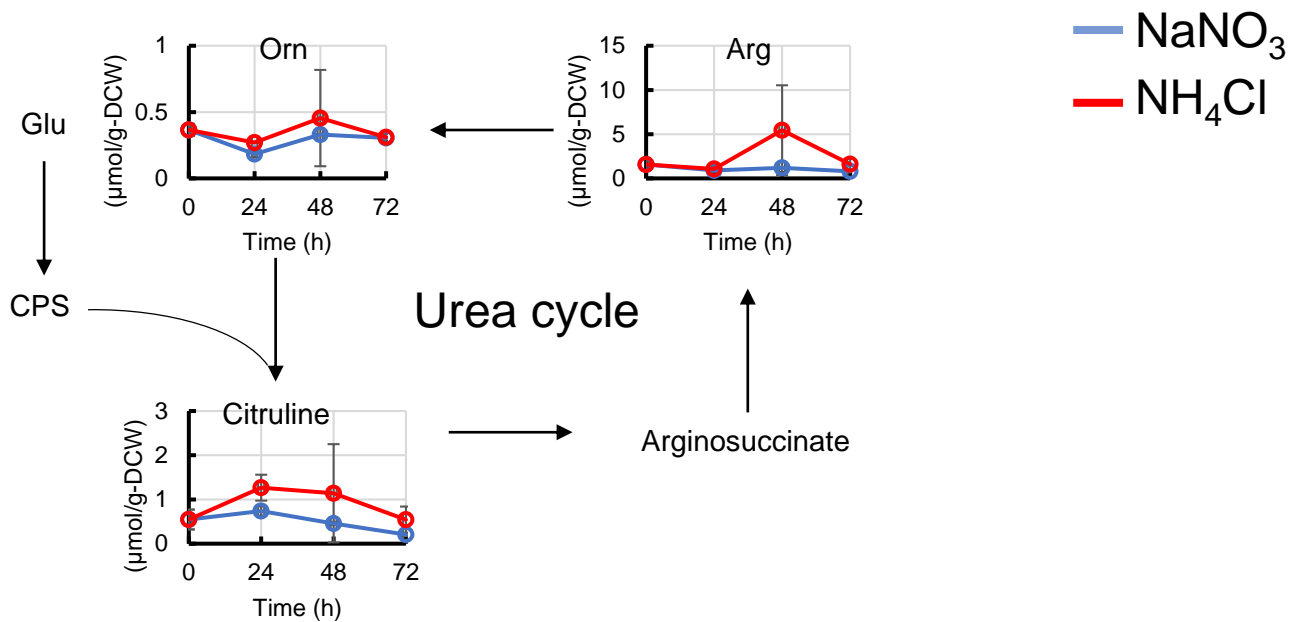 NaNO₃
NH₄Cl
Glu
CPS
Urea cycle
Orn
(µmol/g-DCW)
1
0.5
0
0 24 48 72
Time (h)
Arg
(µmol/g-DCW)
15
10
5
0
0 24 48 72
Time (h)
Citruline
(µmol/g-DCW)
3
2
1
0
0 24 48 72
Time (h)
Arginosuccinate